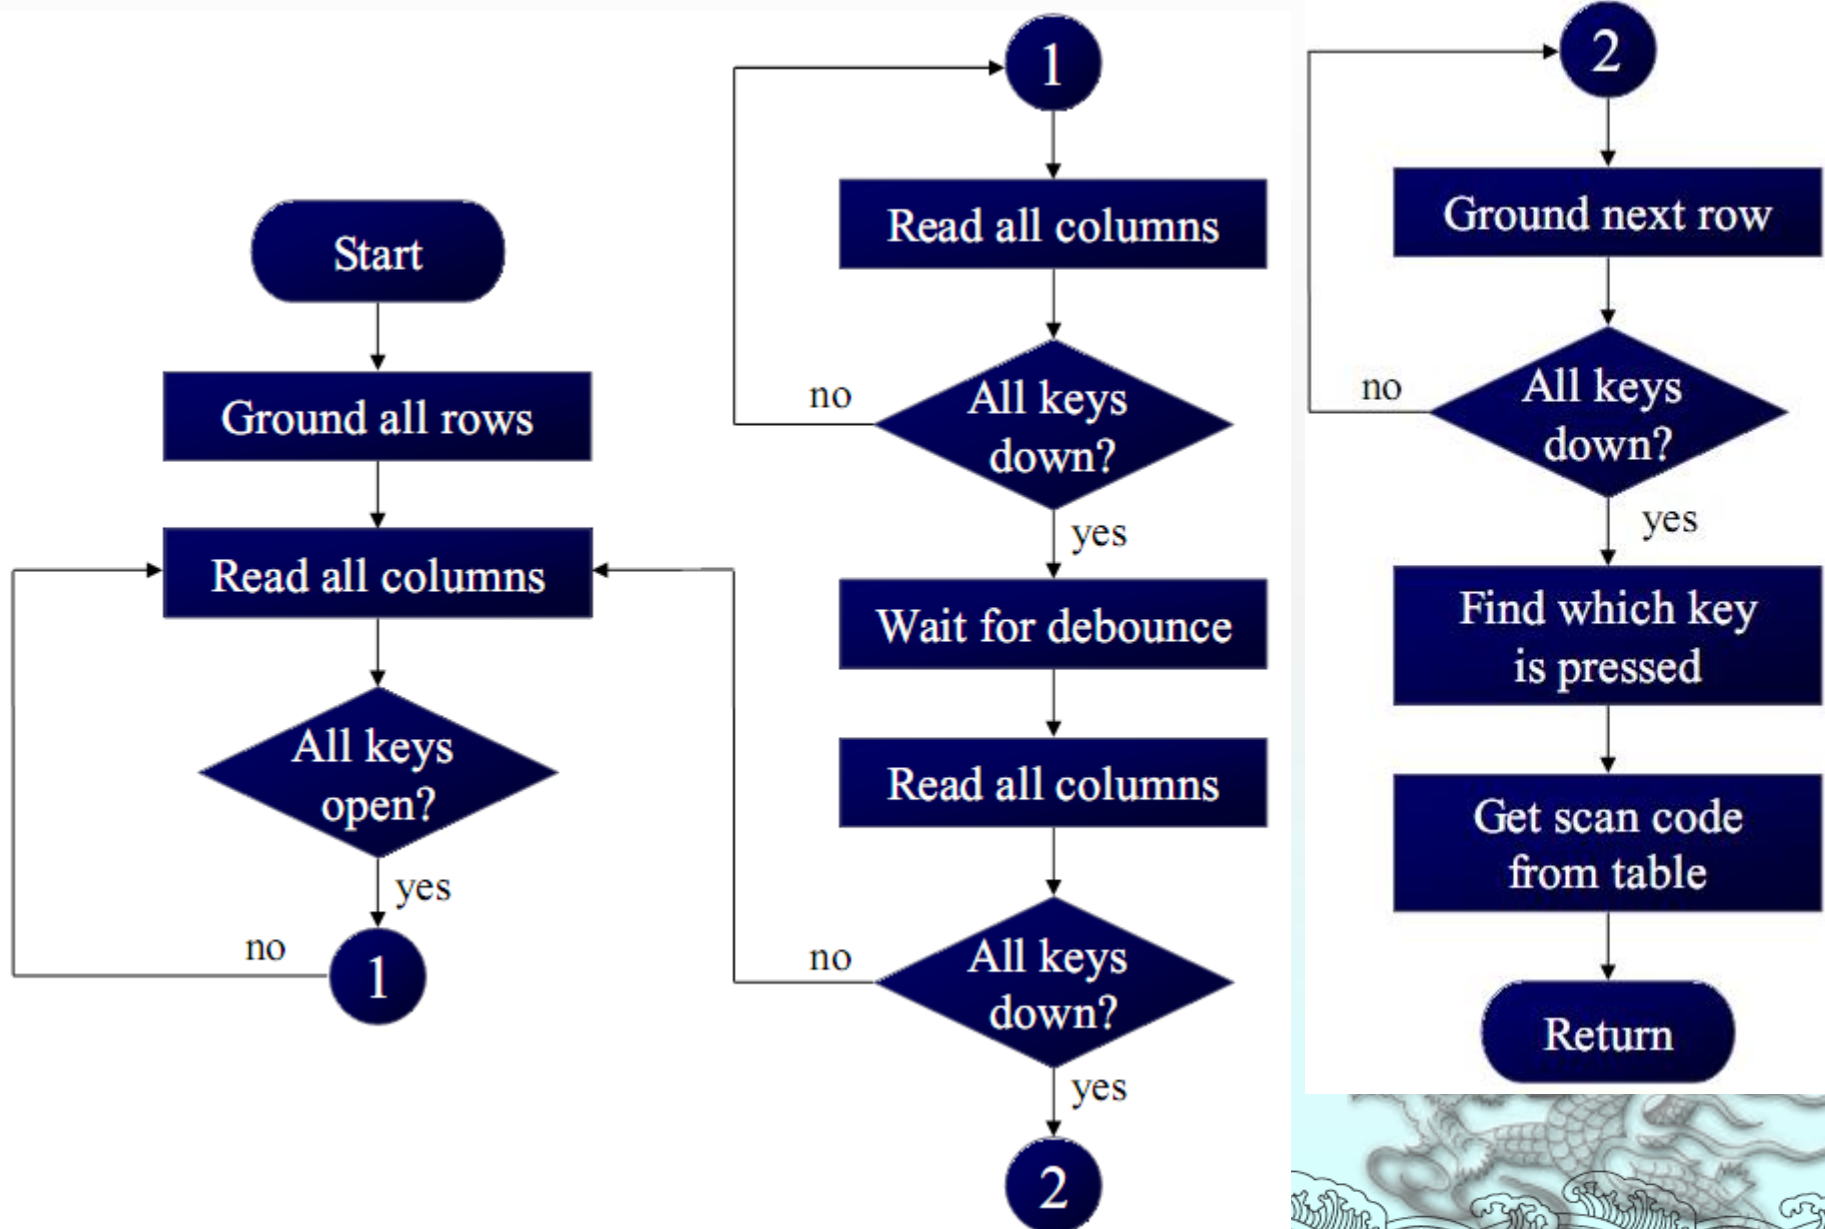 Start
Ground all rows
Read all columns
All keys
open?
yes
no
1
1
Read all columns
All keys
down?
no
yes
Wait for debounce
Read all columns
All keys
down?
no
yes
2
2
Ground next row
All keys
down?
no
yes
Find which key
is pressed
Get scan code
from table
Return